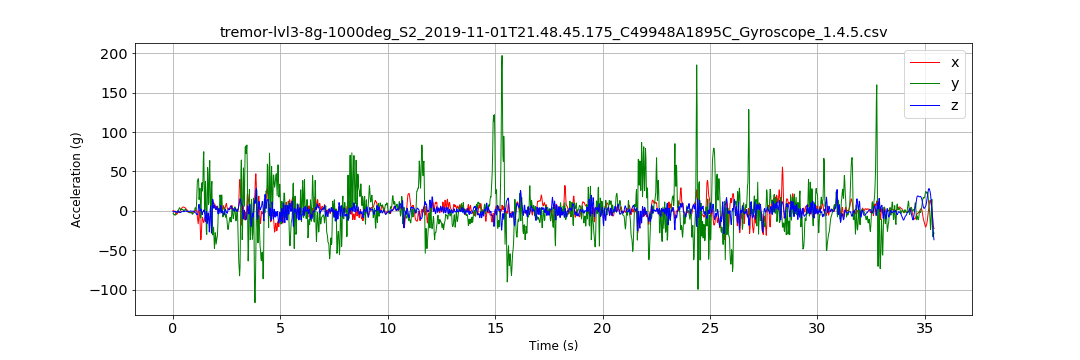 tremor-lvl3-8g-1000deg_S2_2019-11-01T21.48.45.175_C49948A1895C_Gyroscope_1.4.5.csv
x
y
z
200
150
100
50
0
−50
−100
Acceleration (g)
0 5 10 15 20 25 30 35
Time (s)